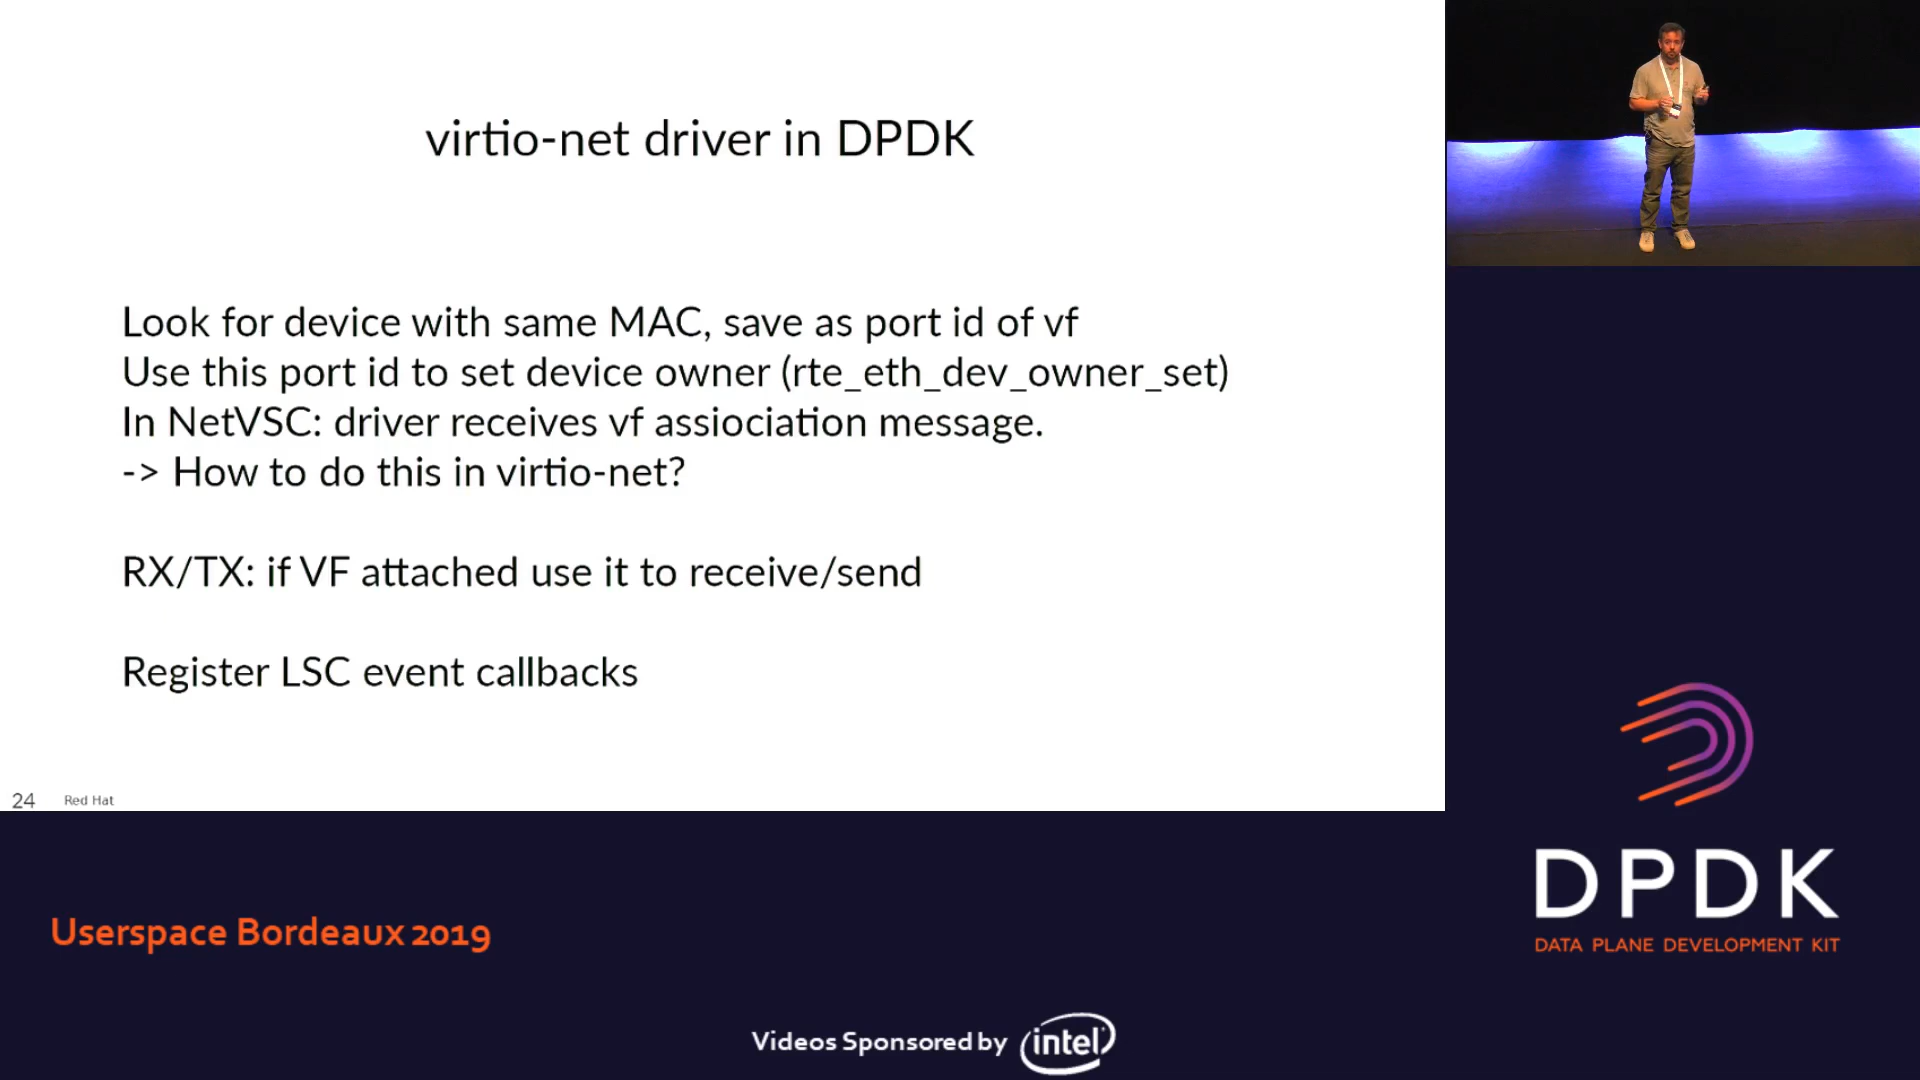 virtio-net driver in DPDK
Look for device with same MAC, save as port id of vf
Use this port id to set device owner (rte_eth_dev_owner_set)
In NetVSC: driver receives vf assiociation message.
-> How to do this in virtio-net?
RX/TX: if VF attached use it to receive/send
Register LSC event callbacks
24 Red Hat
DPDK
DATA PLANE DEVELOPMENT KIT
Userspace Bordeaux 2019
Videos Sponsored by intel